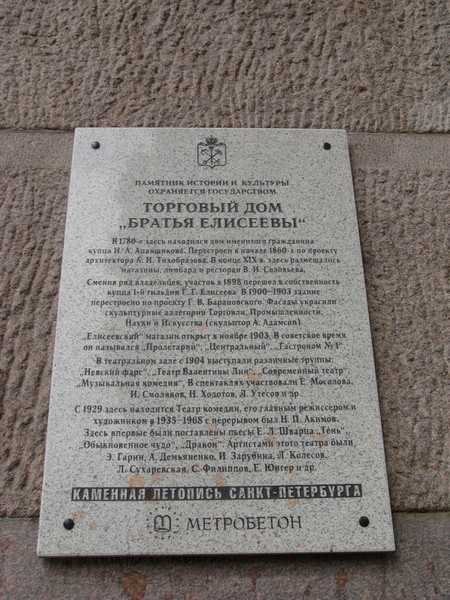 ПАМЯТНИК ИСТОРИИ И КУЛЬТУРЫ
ОХРАНЯЕТСЯ ГОСУДАРСТВОМ
ТОРГОВЫЙ ДОМ
„БРАТЬЯ ЕЛИСЕЕВЫ"
В 1780-е здесь находился дом именитого гражданина
купца И. А. Апайщикова. Перестроен в начале 1860-х по проекту
архитектора А. И. Тихобразова. В конце XIX в. здесь размещались
магазины, ломбард и ресторан В. И. Соловьева.
Сменив ряд владельцев, участок в 1898 перешел в собственность
купца 1-й гильдии Г. Г. Елисеева. В 1900–1903 здание
перестроено по проекту Г. В. Барановского. Фасады украсили
скульптурные аллегории Торговли, Промышленности,
Науки и Искусства (скульптор А. Адамсон).
„Елисеевский" магазин открыт в ноябре 1903. В советское время
он назывался „Пролетарий", „Центральный", „Гастроном № 1".
В театральном зале с 1904 выступали различные труппы:
„Невский фарс", „Театр Валентины Лин", „Современный театр"
„Музыкальная комедия". В спектаклях участвовали Е. Мосолова,
И. Смоляков, Н. Ходотов, Л. Утесов и др.
С 1929 здесь находится Театр комедии, его главным режиссером и
художником в 1935–1968 с перерывом был Н. П. Акимов.
Здесь впервые были поставлены пьесы Е. Л. Шварца „Тень",
„Обыкновенное чудо", „Дракон". Артистами этого театра были
Э. Гарин, А. Демьяненко, И. Зарубина, Л. Колесов,
Л. Сухаревская, С. Филиппов, Е. Юнгер и др.
КАМЕННАЯ ЛЕТОПИСЬ САНКТ-ПЕТЕРБУРГА
МЕТРОБЕТОН